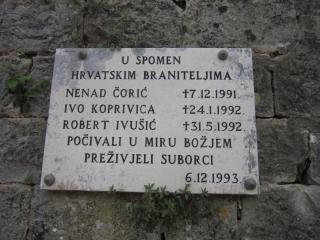 U SPOMEN
HRVATSKIM BRANITELJIMA
NENAD ČORIĆ +7.12.1991.
IVO KOPRIVICA +24.1.1992.
ROBERT IVUŠIĆ +31.5.1992.
POČIVALI U MIRU BOŽJEM
PREŽIVJELI SUBORCI
6.12.1993.